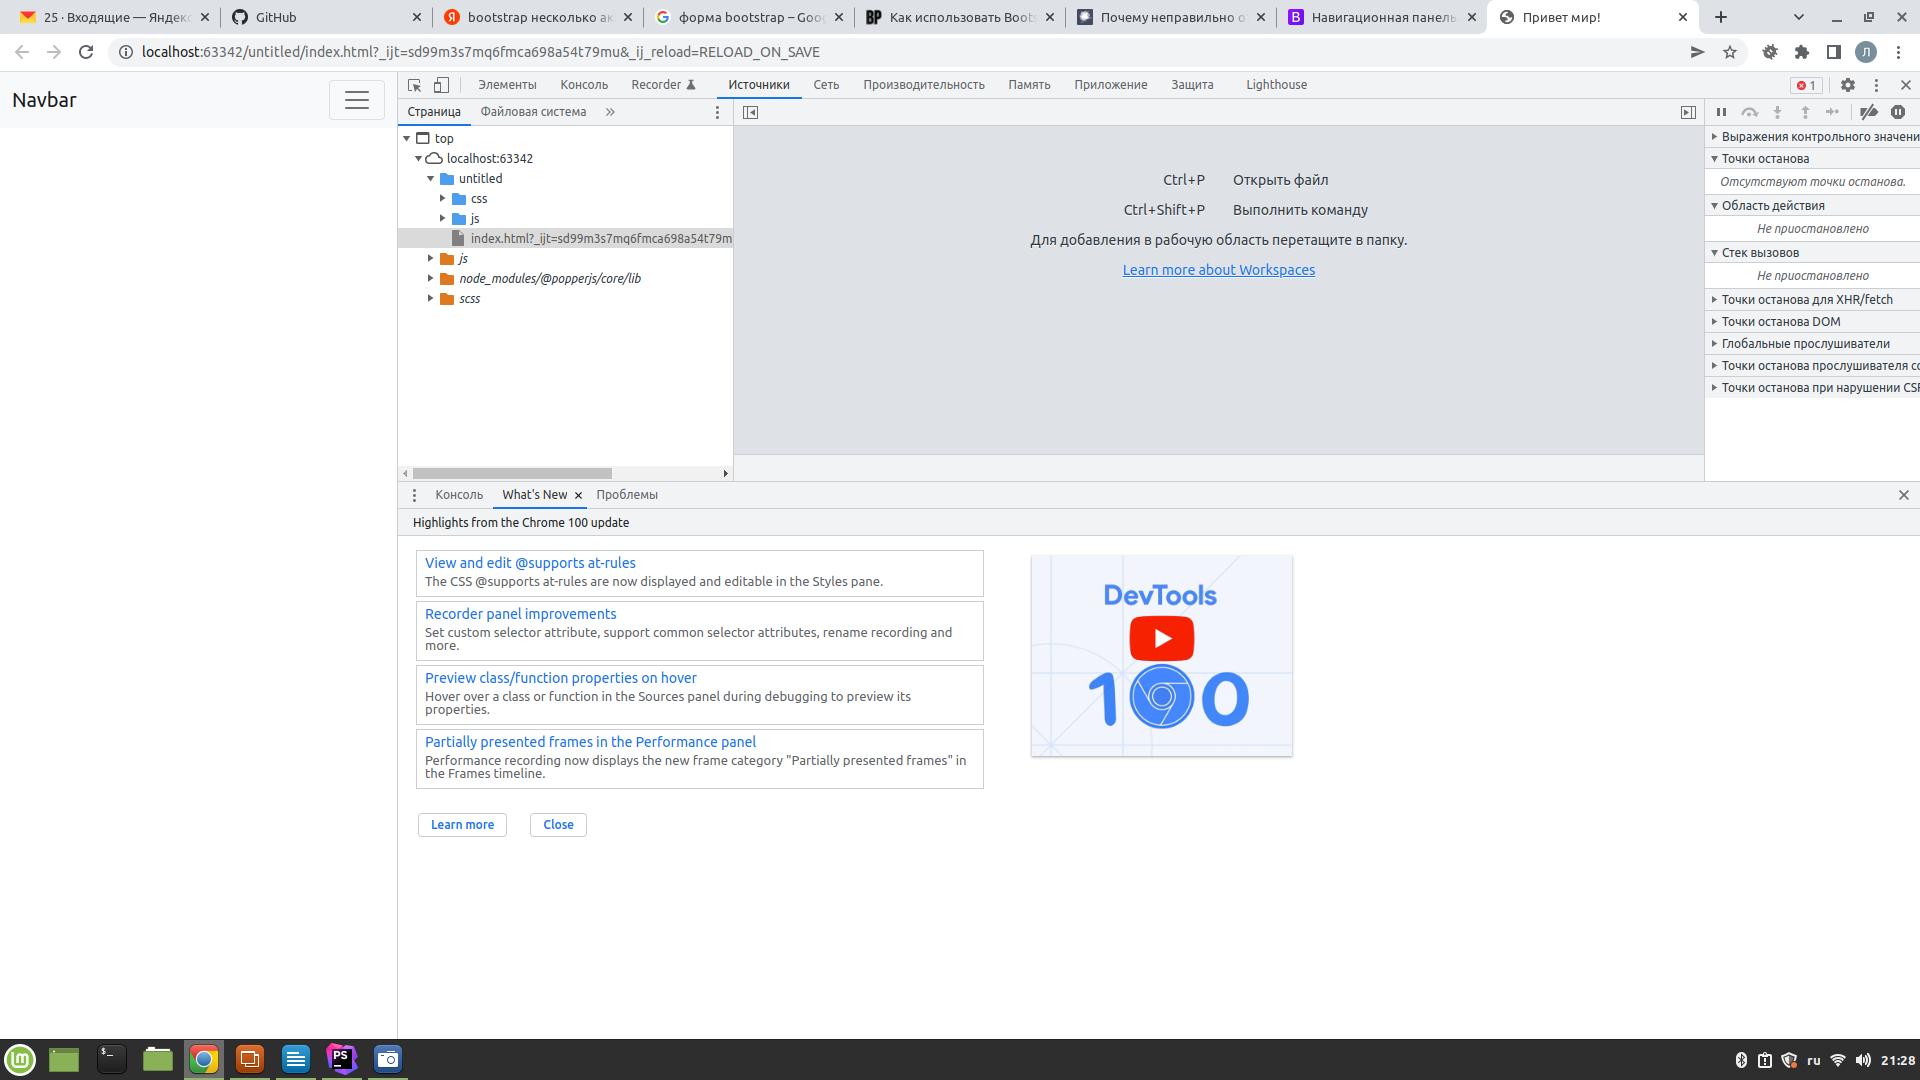 25 · Входящие — Яндекс
GitHub
bootstrap несколько ак
форма bootstrap – Goog
BP
Как использовать Boots
Почему неправильно о
B
Навигационная панель
Привет мир!
localhost:63342/untitled/index.html?_ijt=sd99m3s7mq6fmca698a54t79mu&_ij_reload=RELOAD_ON_SAVE
Л
Navbar
Элементы
Консоль
Recorder
Источники
Сеть
Производительность
Память
Приложение
Защита
Lighthouse
1
Страница
Файловая система
»
top
localhost:63342
untitled
css
js
index.html?_ijt=sd99m3s7mq6fmca698a54t79m
js
node_modules/@popperjs/core/lib
scss
Ctrl+P Открыть файл
Ctrl+Shift+P Выполнить команду
Для добавления в рабочую область перетащите в папку.
Learn more about Workspaces
Выражения контрольного значени
Точки останова
Отсутствуют точки останова.
Область действия
Не приостановлено
Стек вызовов
Не приостановлено
Точки останова для XHR/fetch
Точки останова DOM
Глобальные прослушиватели
Точки останова прослушивателя со
Точки останова при нарушении CSP
Консоль
What's New
Проблемы
Highlights from the Chrome 100 update
View and edit @supports at-rules
The CSS @supports at-rules are now displayed and editable in the Styles pane.
Recorder panel improvements
Set custom selector attribute, support common selector attributes, rename recording and
more.
Preview class/function properties on hover
Hover over a class or function in the Sources panel during debugging to preview its
properties.
Partially presented frames in the Performance panel
Performance recording now displays the new frame category "Partially presented frames" in
the Frames timeline.
Learn more
Close
DevTools
100
PS
ru
21:28